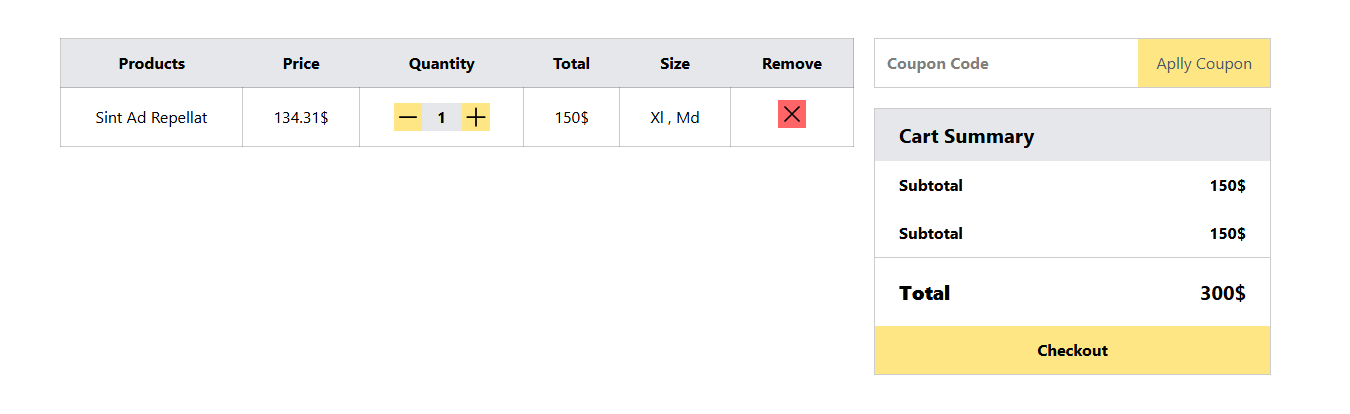 Products Price Quantity Total Size Remove
Sint Ad Repellat 134.31$ 1 150$ Xl , Md
Coupon Code Aplly Coupon
Cart Summary
Subtotal 150$
Subtotal 150$
Total 300$
Checkout